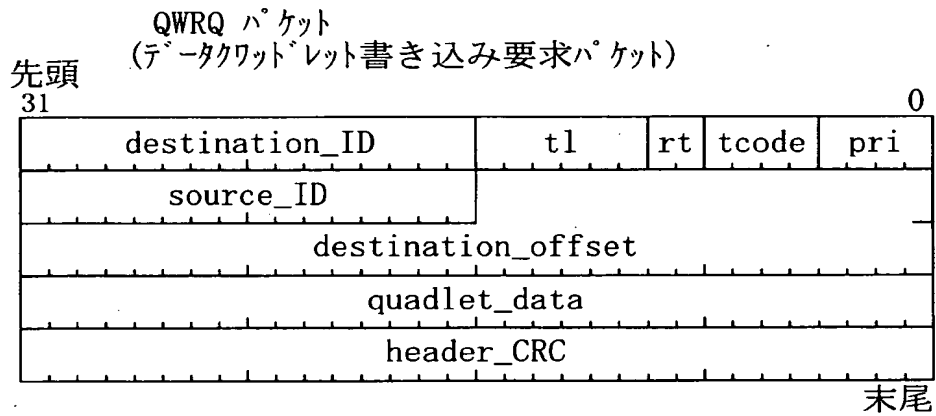 QWRQ ﾊﾟｹｯﾄ
(ﾃﾞｰﾀｸﾜｯﾄﾞﾚｯﾄ書き込み要求ﾊﾟｹｯﾄ)
先頭
31 0
destination_ID tl rt tcode pri
source_ID
destination_offset
quadlet_data
header_CRC
末尾